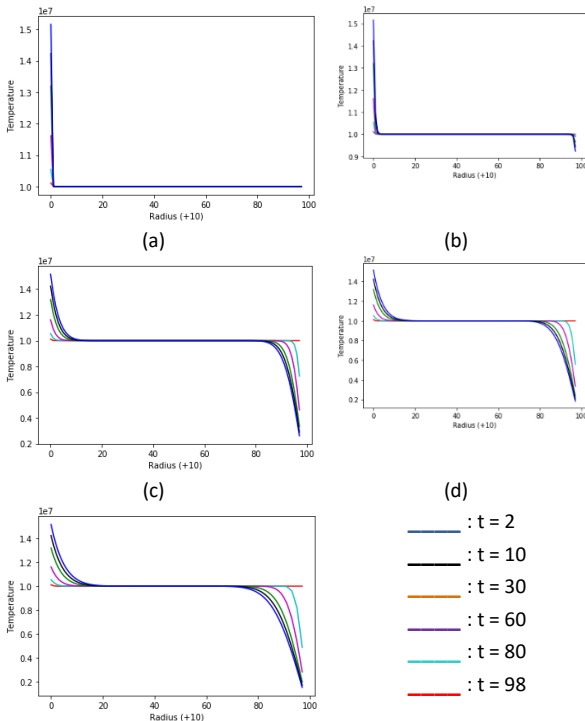 1e7
1.5
1.4
1.3
1.2
1.1
1.0
Temperature
0 20 40 60 80 100
Radius (+10)
(a)
1e7
1.5
1.4
1.3
1.2
1.1
1.0
0.9
Temperature
0 20 40 60 80 100
Radius (+10)
(b)
1e7
1.4
1.2
1.0
0.8
0.6
0.4
0.2
Temperature
0 20 40 60 80 100
Radius (+10)
(c)
1e7
1.4
1.2
1.0
0.8
0.6
0.4
0.2
Temperature
0 20 40 60 80 100
Radius (+10)
(d)
1e7
1.4
1.2
1.0
0.8
0.6
0.4
0.2
Temperature
0 20 40 60 80 100
Radius (+10)
: t = 2
: t = 10
: t = 30
: t = 60
: t = 80
: t = 98